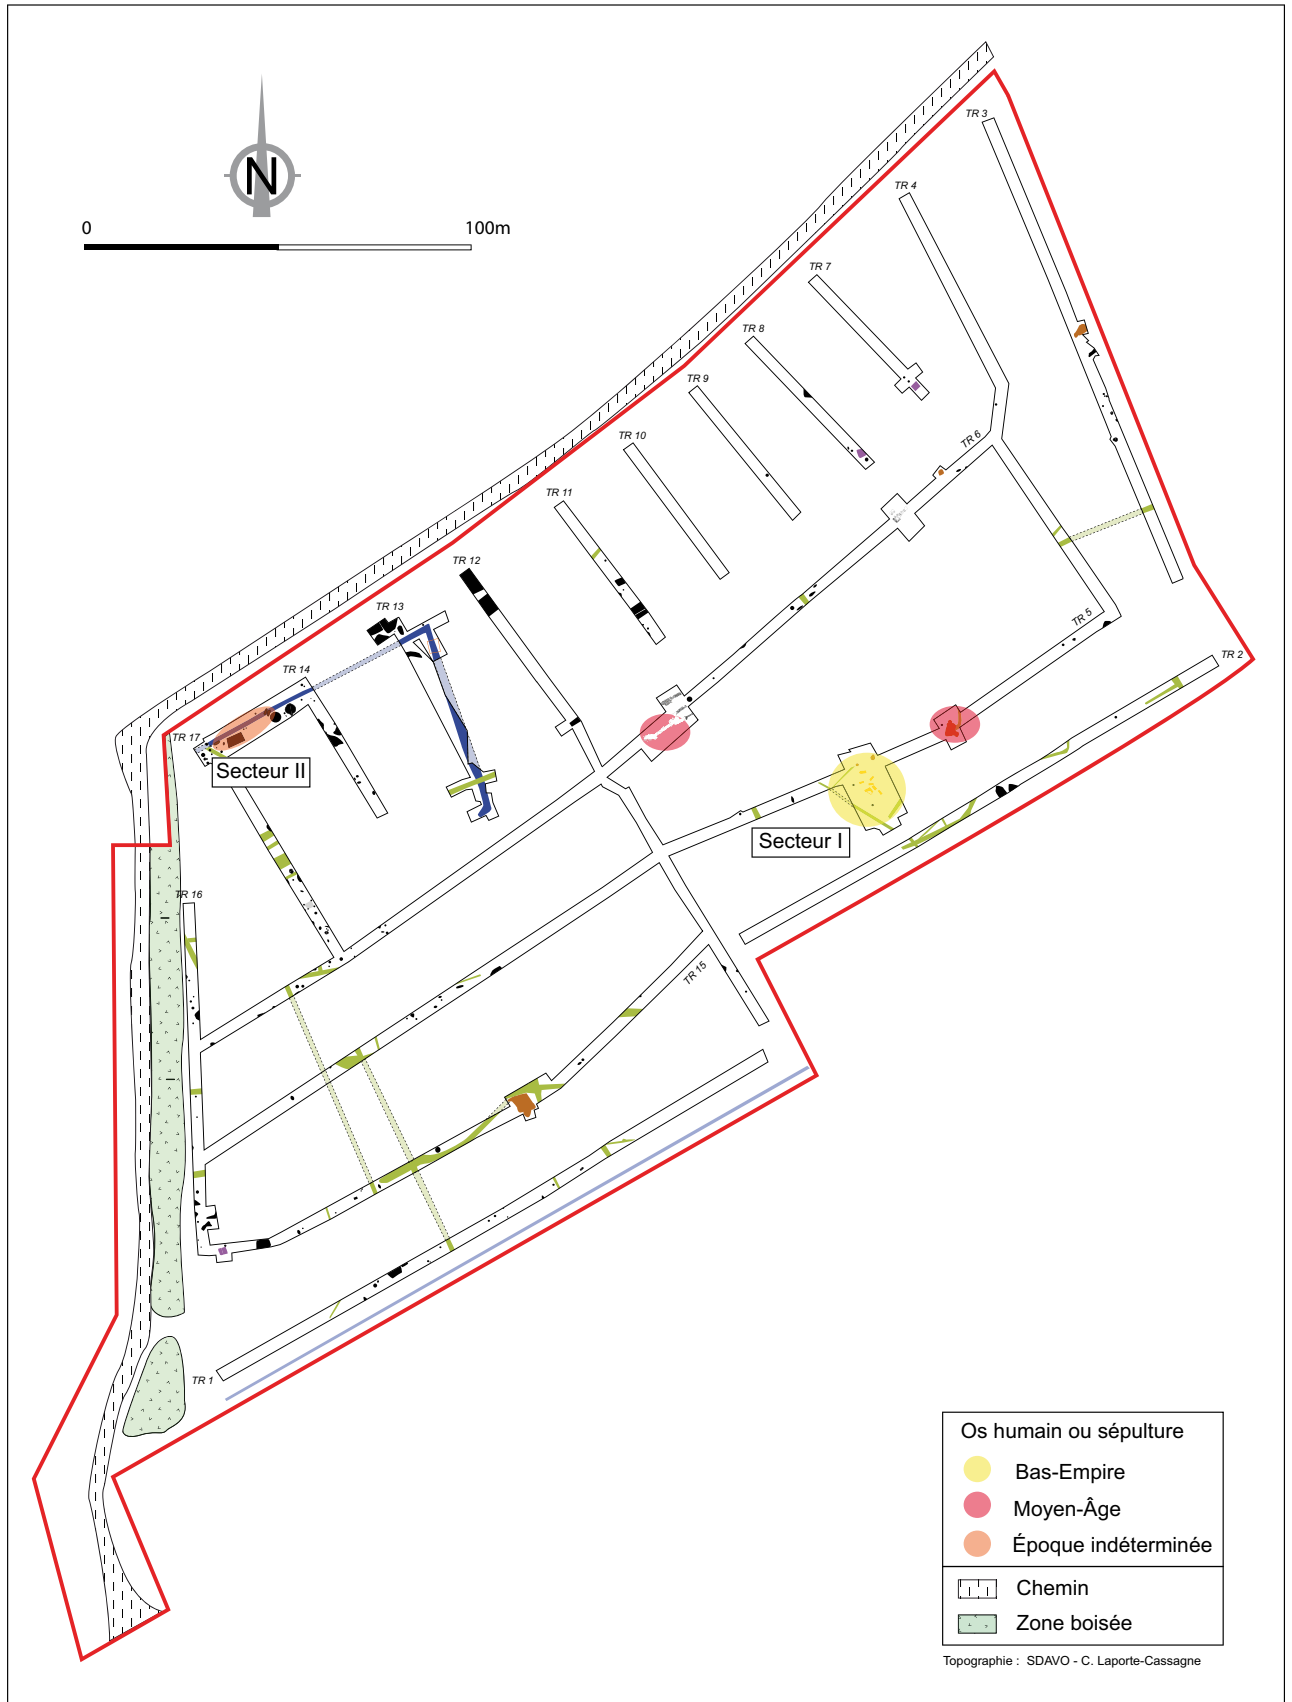 N
0 100m
TR 3
TR 4
TR 7
TR 8
TR 9
TR 10
TR 6
TR 11
TR 12
TR 13
TR 5
TR 2
TR 14
TR 17
Secteur II
Secteur I
TR 16
TR 15
TR 1
Os humain ou sépulture
Bas-Empire
Moyen-Âge
Époque indéterminée
Chemin
Zone boisée
Topographie : SDAVO - C. Laporte-Cassagne